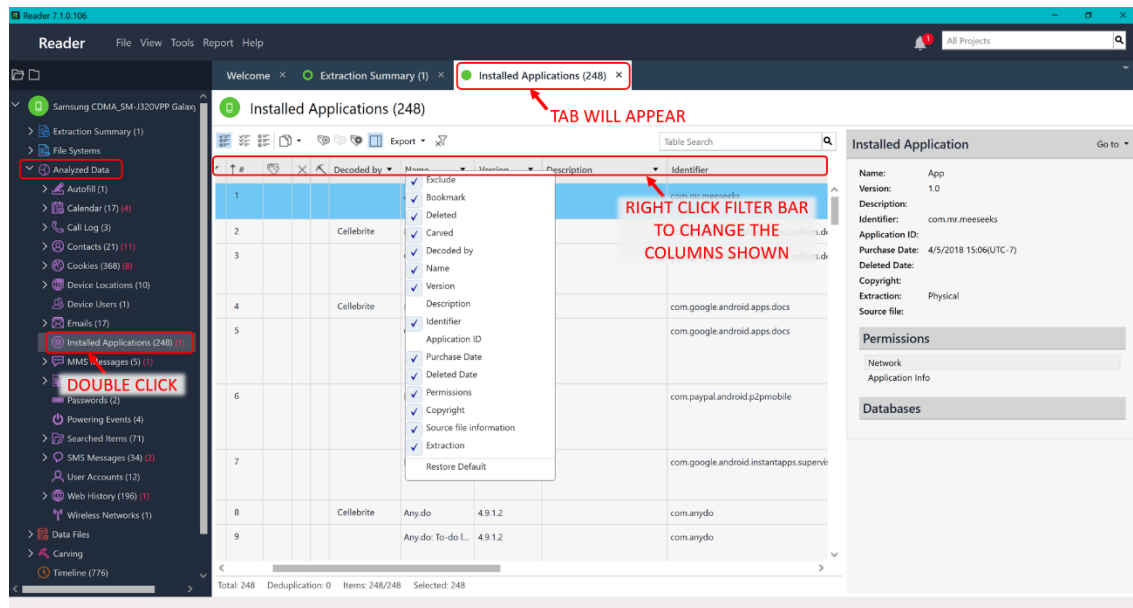 Reader 7.1.0.106
Reader File View Tools Report Help
1
All Projects
Welcome × Extraction Summary (1) × Installed Applications (248) ×
Samsung CDMA_SM-J320VPP Galaxy
Extraction Summary (1)
File Systems
Analyzed Data
Autofill (1)
Calendar (17) (4)
Call Log (3)
Contacts (21) (11)
Cookies (368) (8)
Device Locations (10)
Device Users (1)
Emails (17)
Installed Applications (248) (1)
MMS Messages (5) (1)
DOUBLE CLICK
Passwords (2)
Powering Events (4)
Searched Items (71)
SMS Messages (34) (2)
User Accounts (12)
Web History (196) (1)
Wireless Networks (1)
Data Files
Carving
Timeline (776)
Installed Applications (248)
TAB WILL APPEAR
Export
Table Search
# Decoded by Name Version Description Identifier
1 com.mr.meeseeks
2 Cellebrite
3
4 Cellebrite com.google.android.apps.docs
5 com.google.android.apps.docs
6 com.paypal.android.p2pmobile
7 com.google.android.instantapps.supervis
8 Cellebrite Any.do 4.9.1.2 com.anydo
9 Any.do: To-do l... 4.9.1.2 com.anydo
Exclude
Bookmark
Deleted
Carved
Decoded by
Name
Version
Description
Identifier
Application ID
Purchase Date
Deleted Date
Permissions
Copyright
Source file information
Extraction
Restore Default
RIGHT CLICK FILTER BAR
TO CHANGE THE
COLUMNS SHOWN
Total: 248 Deduplication: 0 Items: 248/248 Selected: 248
Installed Application Go to
Name: App
Version: 1.0
Description:
Identifier: com.mr.meeseeks
Application ID:
Purchase Date: 4/5/2018 15:06(UTC-7)
Deleted Date:
Copyright:
Extraction: Physical
Source file:
Permissions
Network
Application Info
Databases